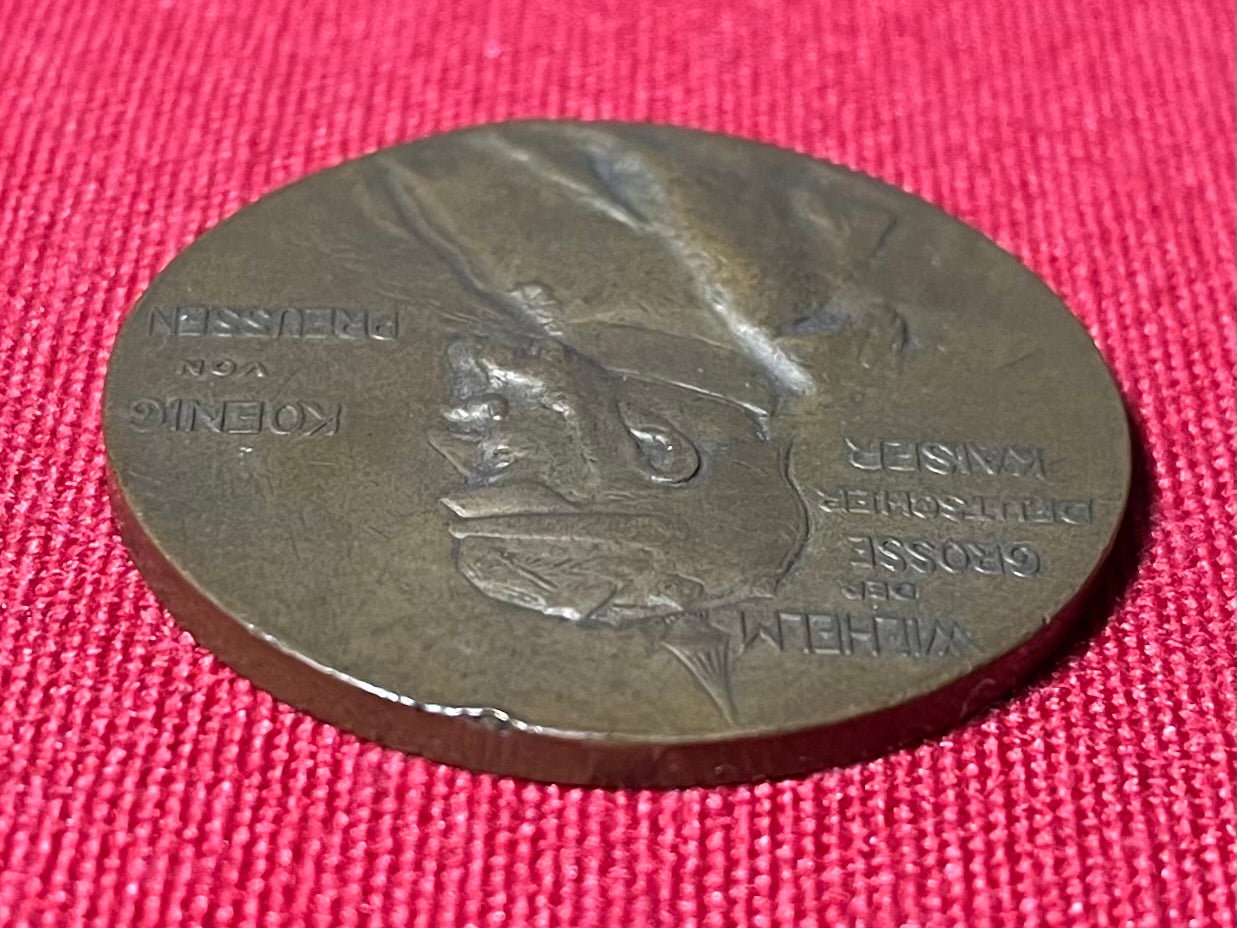 WILHELM
DER
GROSSE
DEUTSCHER
KAISER
KOENIG
VON
PREUSSEN